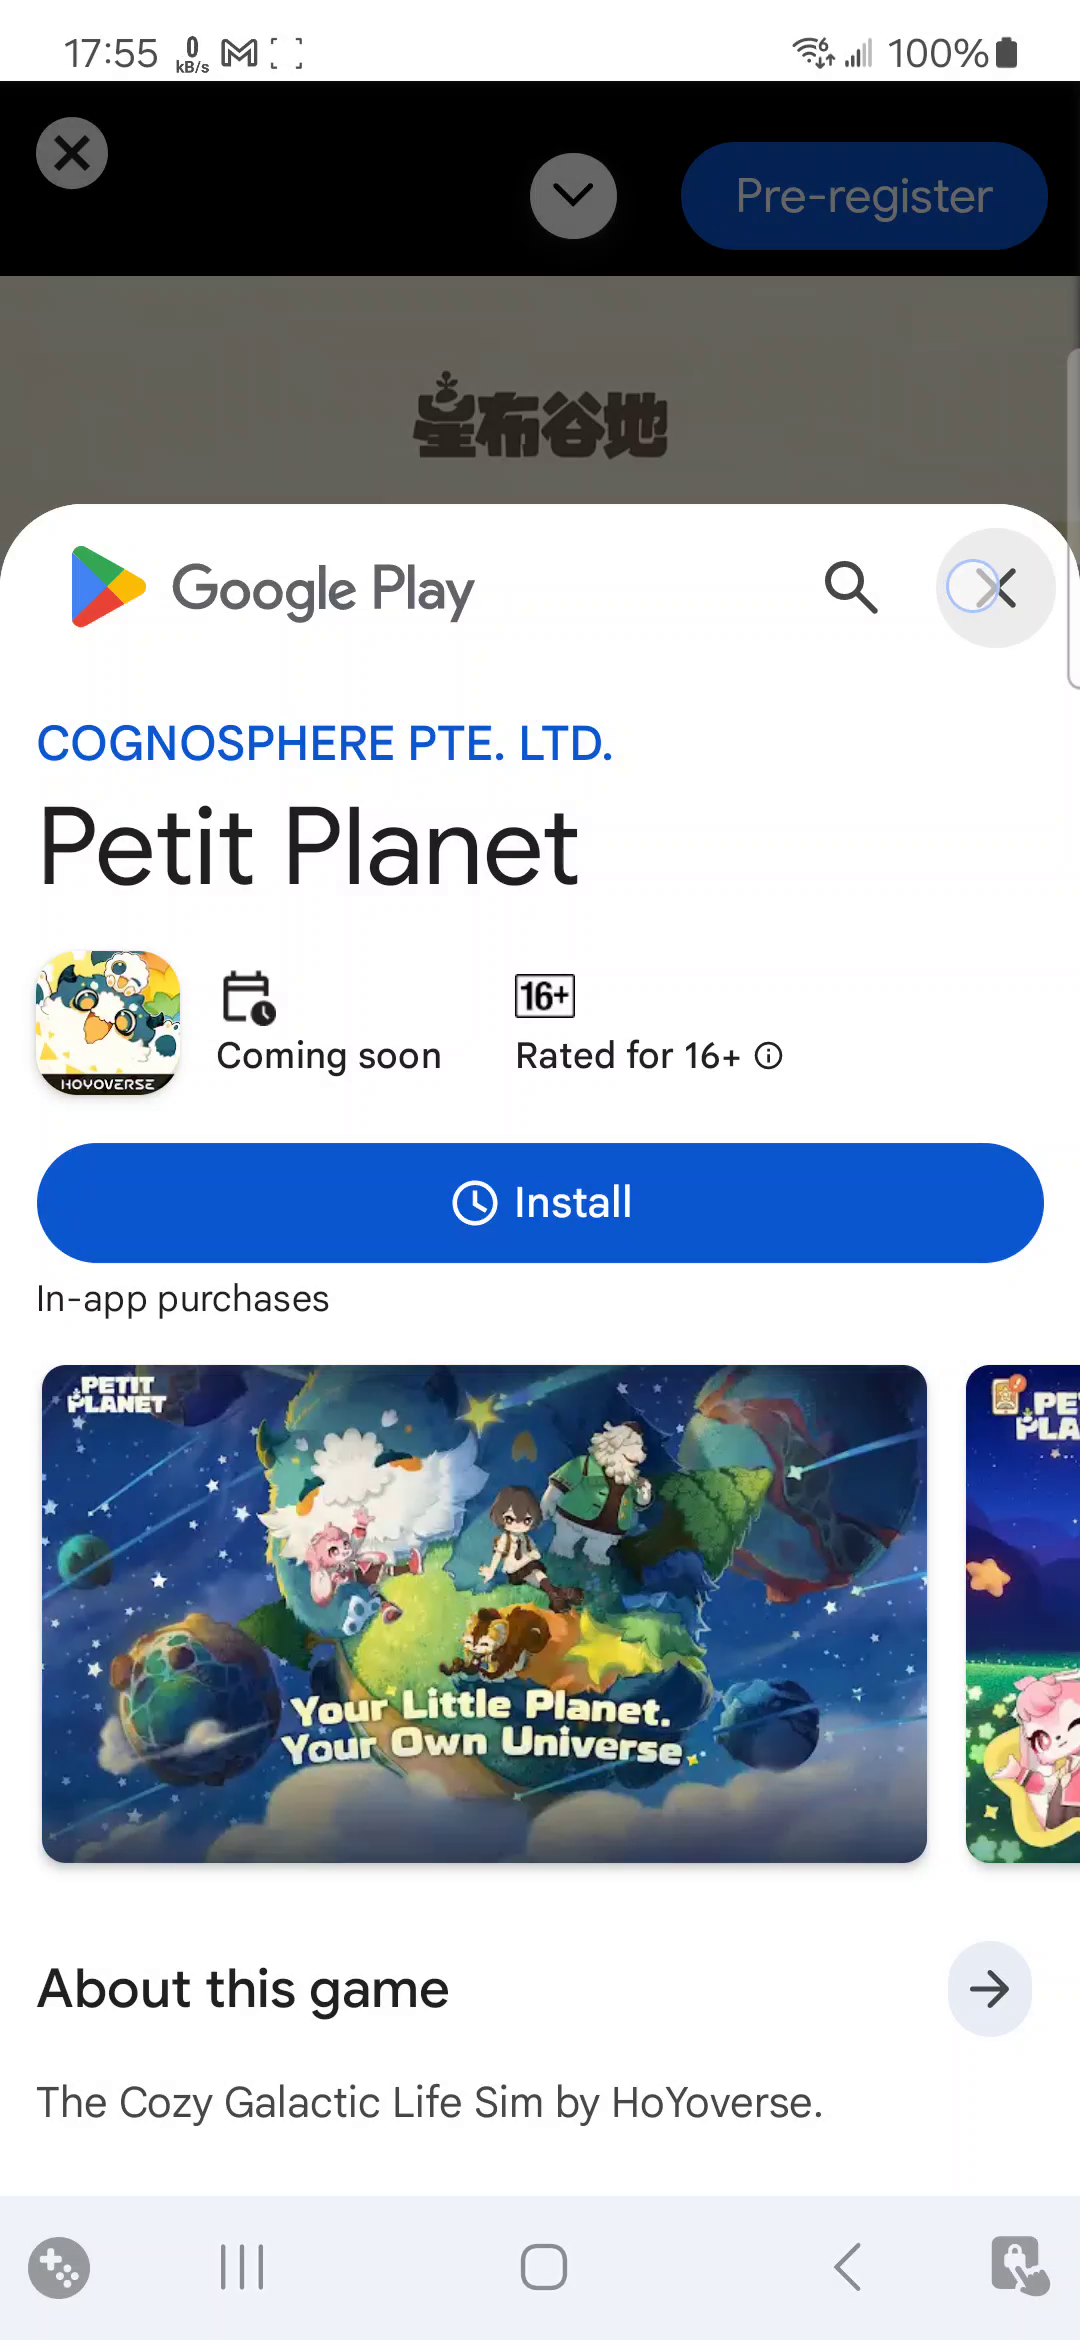 17:55 0 kB/s 6 100%
Pre-register
星布谷地
Google Play
COGNOSPHERE PTE. LTD.
Petit Planet
HOYOVERSE
16+
Coming soon
Rated for 16+
Install
In-app purchases
PETIT
PLANET
PE
PLA
Your Little Planet.
Your Own Universe.
About this game
The Cozy Galactic Life Sim by HoYoverse.